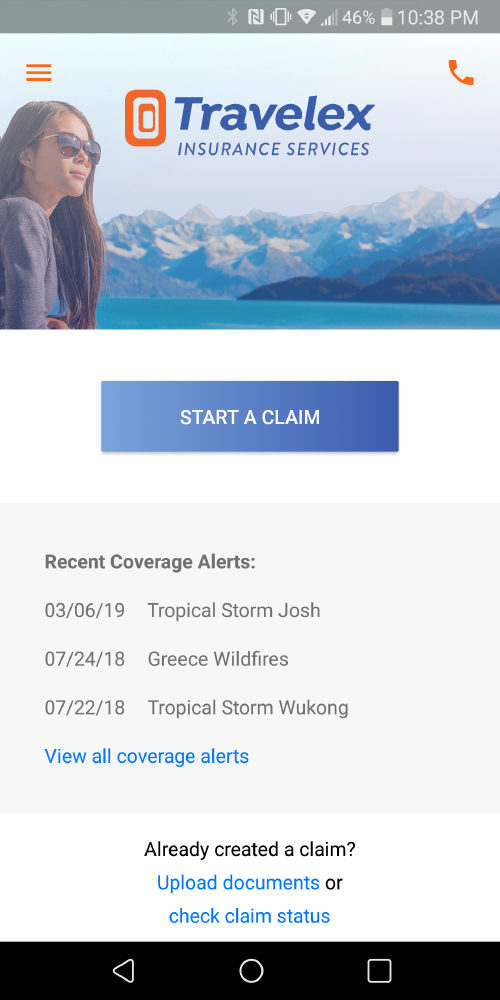 46% 10:38 PM
Travelex
INSURANCE SERVICES
START A CLAIM
Recent Coverage Alerts:
03/06/19 Tropical Storm Josh
07/24/18 Greece Wildfires
07/22/18 Tropical Storm Wukong
View all coverage alerts
Already created a claim?
Upload documents or
check claim status